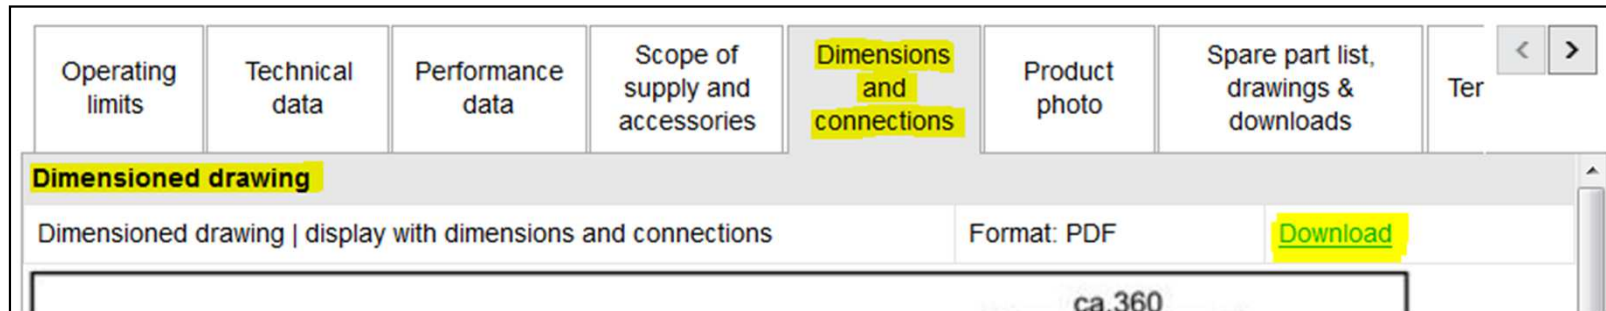 Operating
limits
Technical
data
Performance
data
Scope of
supply and
accessories
Dimensions
and
connections
Product
photo
Spare part list,
drawings &
downloads
Ter
< >
Dimensioned drawing
Dimensioned drawing | display with dimensions and connections Format: PDF Download
ca.360